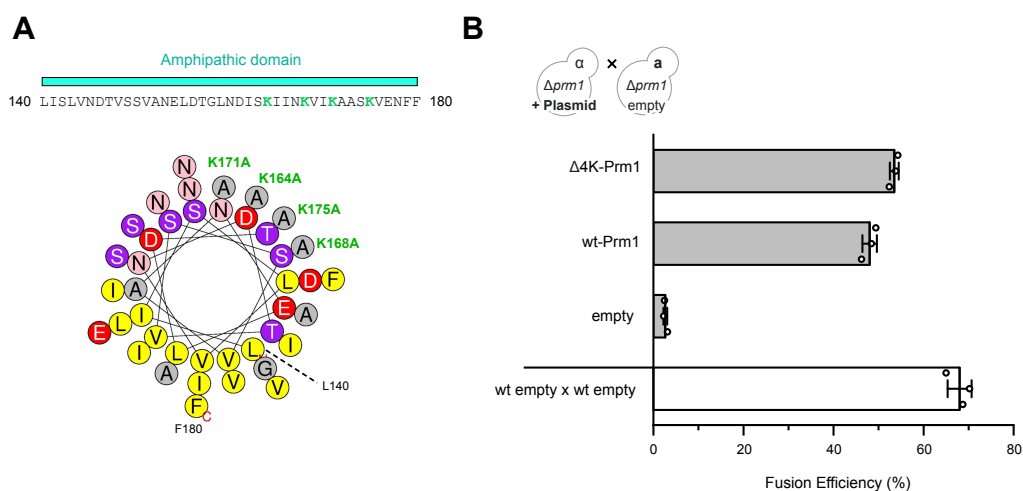 A
Amphipathic domain
140 LISLVNDTVSSVANELDTGLNDISKIINKVIKAASKVENFF 180
N K171A
N A K164A
N A
S S S N D A K175A
S D T
S N S A K168A
I A L D F
E L I E A
I V T I
L V V L
A G
I V V L140
F C
F180
B
α × a
Δprm1 Δprm1
+ Plasmid empty
Δ4K-Prm1
wt-Prm1
empty
wt empty x wt empty
0 20 40 60 80
Fusion Efficiency (%)